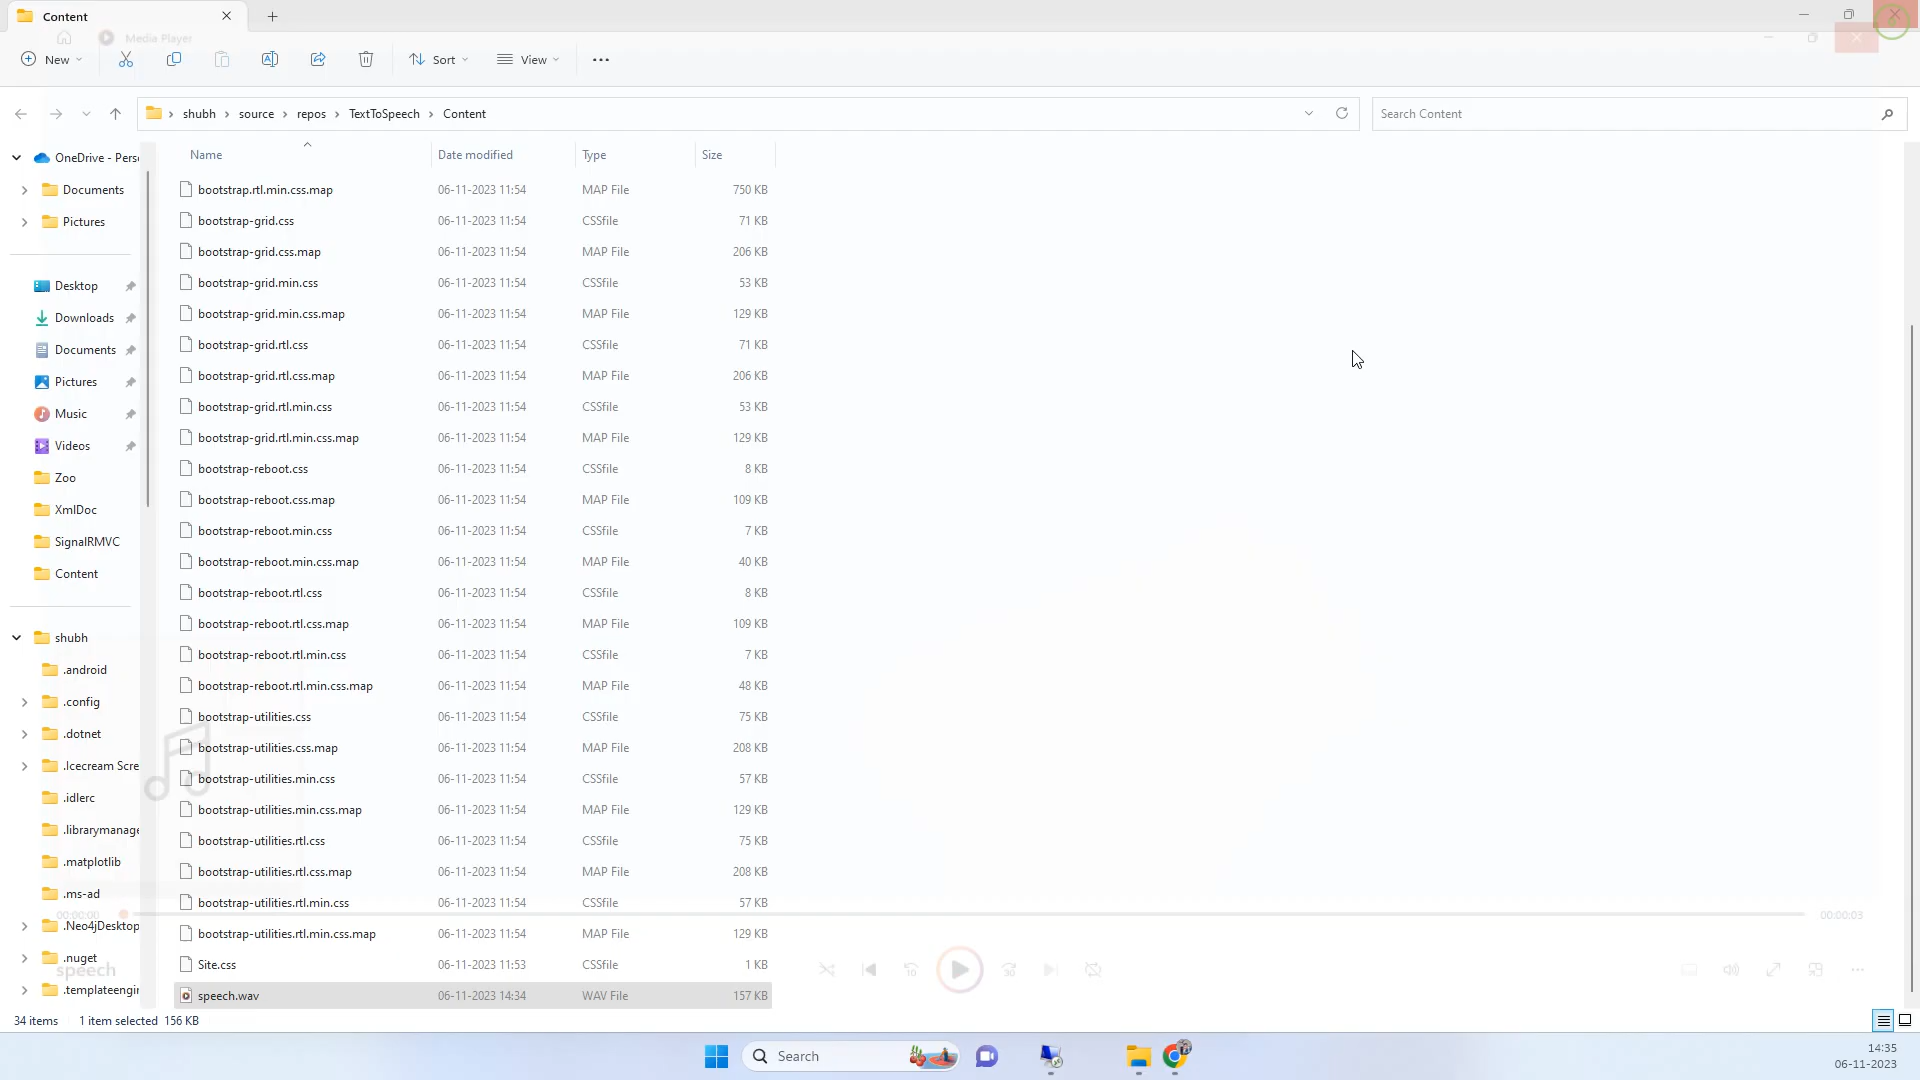 Content
Media Player
New
Sort
View
shubh
source
repos
TextToSpeech
Content
Search Content
OneDrive - Pers
Documents
Pictures
Desktop
Downloads
Documents
Pictures
Music
Videos
Zoo
XmlDoc
SignalRMVC
Content
shubh
.android
.config
.dotnet
.Icecream Scre
.idlerc
.librarymanage
.matplotlib
.ms-ad
.Neo4jDesktop
.nuget
.templateengin
Name Date modified Type Size
bootstrap.rtl.min.css.map 06-11-2023 11:54 MAP File 750 KB
bootstrap-grid.css 06-11-2023 11:54 CSSfile 71 KB
bootstrap-grid.css.map 06-11-2023 11:54 MAP File 206 KB
bootstrap-grid.min.css 06-11-2023 11:54 CSSfile 53 KB
bootstrap-grid.min.css.map 06-11-2023 11:54 MAP File 129 KB
bootstrap-grid.rtl.css 06-11-2023 11:54 CSSfile 71 KB
bootstrap-grid.rtl.css.map 06-11-2023 11:54 MAP File 206 KB
bootstrap-grid.rtl.min.css 06-11-2023 11:54 CSSfile 53 KB
bootstrap-grid.rtl.min.css.map 06-11-2023 11:54 MAP File 129 KB
bootstrap-reboot.css 06-11-2023 11:54 CSSfile 8 KB
bootstrap-reboot.css.map 06-11-2023 11:54 MAP File 109 KB
bootstrap-reboot.min.css 06-11-2023 11:54 CSSfile 7 KB
bootstrap-reboot.min.css.map 06-11-2023 11:54 MAP File 40 KB
bootstrap-reboot.rtl.css 06-11-2023 11:54 CSSfile 8 KB
bootstrap-reboot.rtl.css.map 06-11-2023 11:54 MAP File 109 KB
bootstrap-reboot.rtl.min.css 06-11-2023 11:54 CSSfile 7 KB
bootstrap-reboot.rtl.min.css.map 06-11-2023 11:54 MAP File 48 KB
bootstrap-utilities.css 06-11-2023 11:54 CSSfile 75 KB
bootstrap-utilities.css.map 06-11-2023 11:54 MAP File 208 KB
bootstrap-utilities.min.css 06-11-2023 11:54 CSSfile 57 KB
bootstrap-utilities.min.css.map 06-11-2023 11:54 MAP File 129 KB
bootstrap-utilities.rtl.css 06-11-2023 11:54 CSSfile 75 KB
bootstrap-utilities.rtl.css.map 06-11-2023 11:54 MAP File 208 KB
bootstrap-utilities.rtl.min.css 06-11-2023 11:54 CSSfile 57 KB
bootstrap-utilities.rtl.min.css.map 06-11-2023 11:54 MAP File 129 KB
Site.css 06-11-2023 11:53 CSSfile 1 KB
speech.wav 06-11-2023 14:34 WAV File 157 KB
00:00:00
00:00:03
speech
10
30
34 items 1 item selected 156 KB
Search
14:35
06-11-2023